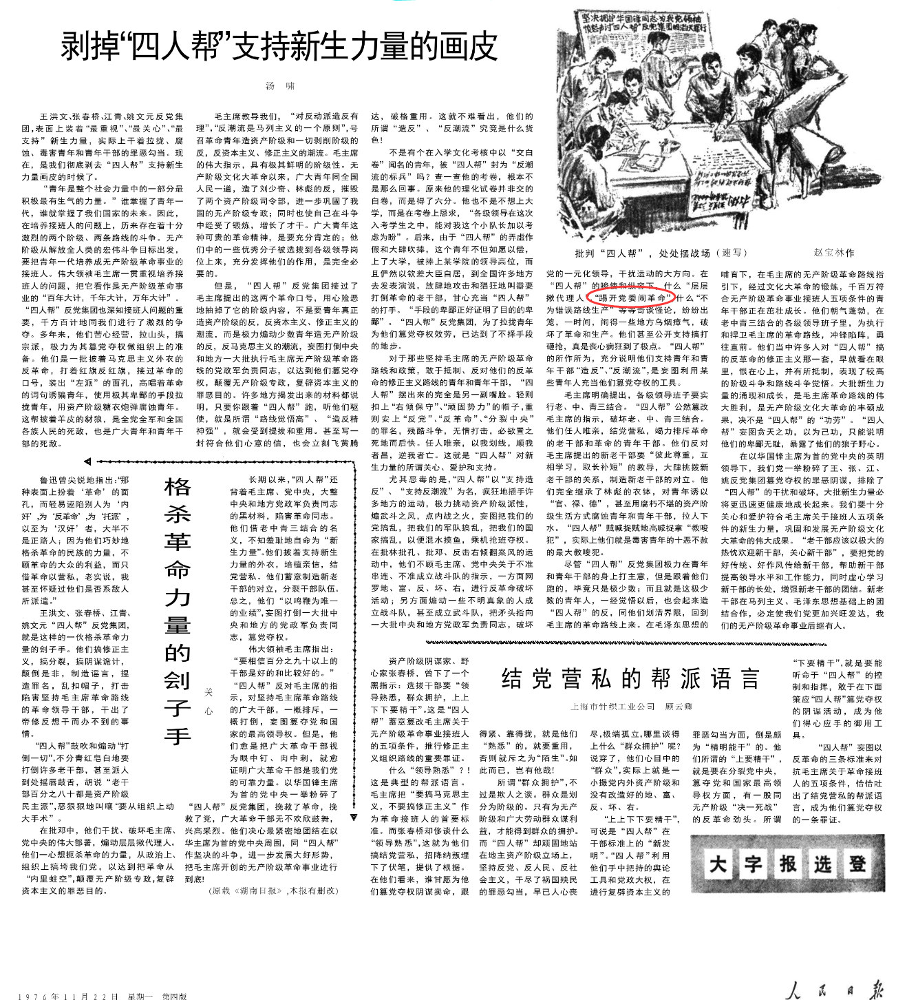 剥掉“四人帮”支持新生力量的画皮
汤 啸
王洪文、张春桥、江青、姚文元反党集
团，表面上装着“最重视”、“最关心”、“最
支持”新生力量，实际上干着拉拢、腐
蚀、毒害青年和青年干部的罪恶勾当。现
在，是我们彻底剥去“四人帮”支持新生
力量画皮的时候了。
“青年是整个社会力量中的一部分最
积极最有生气的力量。”谁掌握了青年一
代，谁就掌握了我们国家的未来。因此，
在培养接班人的问题上，历来存在着十分
激烈的两个阶级、两条路线的斗争。无产
阶级从解放全人类的宏伟斗争目标出发，
要把青年一代培养成无产阶级革命事业的
接班人。伟大领袖毛主席一贯重视培养接
班人的问题，把它看作是无产阶级革命事
业的“百年大计，千年大计，万年大计”。
“四人帮”反党集团也深知接班人问题的重
要，千方百计地同我们进行了激烈的争
夺。多年来，他们苦心经营，拉山头，搞
宗派，极力为其篡党夺权做组织上的准
备。他们是一批披着马克思主义外衣的
反革命，打着红旗反红旗，接过革命的
口号，装出“左派”的面孔，高唱着革命
的词句诱骗青年，使用极其卑鄙的手段拉
拢青年，用资产阶级糖衣炮弹腐蚀青年。
这帮披着羊皮的豺狼，是全党全军和全国
各族人民的死敌，也是广大青年和青年干
部的死敌。
毛主席教导我们，“对反动派造反有
理”，“反潮流是马列主义的一个原则”，号
召革命青年造资产阶级和一切剥削阶级的
反，反资本主义、修正主义的潮流。毛主席
的伟大指示，具有极其鲜明的阶级性。无
产阶级文化大革命以来，广大青年同全国
人民一道，造了刘少奇、林彪的反，摧毁
了两个资产阶级司令部，进一步巩固了我
国的无产阶级专政；同时也使自己在斗争
中经受了锻炼，增长了才干。广大青年这
种可贵的革命精神，是要充分肯定的；他
们中的一些优秀分子被选拔到各级领导岗
位上来，充分发挥他们的作用，是完全必
要的。
但是，“四人帮”反党集团接过了
毛主席提出的这两个革命口号，用心险恶
地抽掉了它的阶级内容，不是要青年真正
造资产阶级的反，反资本主义、修正主义的
潮流，而是极力煽动少数青年造无产阶级
的反，反马克思主义的潮流，妄图打倒中央
和地方一大批执行毛主席无产阶级革命路
线的党政军负责同志，以达到他们篡党夺
权，颠覆无产阶级专政，复辟资本主义的
罪恶目的。许多地方揭发出来的材料都说
明，只要你跟着“四人帮”跑，听他们驱
使，就是所谓“路线觉悟高”、“造反精
神强”，就会受到提拔和重用。甚至写一
封符合他们心意的信，也会立刻飞黄腾
达，破格重用。这就不难看出，他们的
所谓“造反”、“反潮流”究竟是什么货
色！
不是有个在入学文化考核中以“交白
卷”闻名的青年，被“四人帮”封为“反潮
流的标兵”吗？查一查他的考卷，根本不
是那么回事。原来他的理化试卷并非交的
白卷，而是得了六分。他也不是不想上大
学，而是在考卷上恳求，“各级领导在这次
入考学生之中，能对我这个小队长加以考
虑为盼”。后来，由于“四人帮”的弄虚作
假和大肆吹捧，这个青年不但如愿以偿，
上了大学，被捧上某学院的领导高位，而
且俨然以钦差大臣自居，到全国许多地方
去发表演说，放肆地攻击和猖狂地叫嚣要
打倒革命的老干部，甘心充当“四人帮”
的打手。“手段的卑鄙正好证明了目的的卑
鄙”。“四人帮”反党集团，为了拉拢青年
为他们篡党夺权效劳，已达到了不择手段
的地步。
对于那些坚持毛主席的无产阶级革命
路线和政策，敢于抵制、反对他们的反革
命的修正主义路线的青年和青年干部，“四
人帮”摆出来的完全是另一副嘴脸。轻则
扣上“右倾保守”、“顽固势力”的帽子，重
则安上“反党”、“反革命”、“分裂中央”
的罪名，残酷斗争，无情打击，必欲置之
死地而后快。任人唯亲，以我划线，顺我
者昌，逆我者亡。这就是“四人帮”对新
生力量的所谓关心、爱护和支持。
尤其恶毒的是，“四人帮”以“支持造
反”、“支持反潮流”为名，疯狂地插手许
多地方的运动，极力挑动资产阶级派性，
煽武斗之风，点内战之火，妄图把我们的
党搞乱，把我们的军队搞乱，把我们的国
家搞乱，以便混水摸鱼，乘机抢班夺权。
在批林批孔、批邓、反击右倾翻案风的运
动中，他们不顾毛主席、党中央关于不准
串连、不准成立战斗队的指示，一方面网
罗地、富、反、坏、右，进行反革命破坏
活动；另方面煽动一些不明真象的人成
立战斗队，甚至成立武斗队，把矛头指向
一大批中央和地方党政军负责同志，破坏
坚决拥护华国锋同志为我党领袖
愤怒声讨“四人帮”反党集团的滔天罪行
批判“四人帮”，处处摆战场（速写） 赵宝林作
党的一元化领导，干扰运动的大方向。在
“四人帮”的唆使和纵容下，什么“层层
揪代理人”“踢开党委闹革命”什么“不
为错误路线生产”等等奇谈怪论，纷纷出
笼，一时间，闹得一些地方乌烟瘴气，破
坏了革命和生产。他们甚至公开支持搞打
砸抢，真是丧心病狂到了极点。“四人帮”
的所作所为，充分说明他们支持青年和青
年干部“造反”、“反潮流”，是妄图利用某
些青年人充当他们篡党夺权的工具。
毛主席明确提出，各级领导班子要实
行老、中、青三结合。“四人帮”公然篡改
毛主席的指示，破坏老、中、青三结合。
他们任人唯亲，结党营私，竭力排斥革命
的老干部和革命的青年干部。他们反对
毛主席提出的新老干部要“彼此尊重，互
相学习，取长补短”的教导，大肆挑拨新
老干部的关系，制造新老干部的对立。他
们完全继承了林彪的衣钵，对青年诱以
“官、禄、德”，甚至用腐朽不堪的资产阶
级生活方式腐蚀青年和青年干部，拉人下
水。“四人帮”贼喊捉贼地高喊捉拿“教唆
犯”，实际上他们就是毒害青年的十恶不赦
的最大教唆犯。
尽管“四人帮”反党集团极力在青年
和青年干部的身上打主意，但是跟着他们
跑的，毕竟只是极少数；而且就是这极少
数的青年人，一经觉悟以后，也会起来造
“四人帮”的反，同他们划清界限，回到
毛主席的革命路线上来。在毛泽东思想的
哺育下，在毛主席的无产阶级革命路线指
引下，经过文化大革命的锻炼，千百万符
合无产阶级革命事业接班人五项条件的青
年干部正在茁壮成长。他们朝气蓬勃，在
老中青三结合的各级领导班子里，为执行
和捍卫毛主席的革命路线，冲锋陷阵，勇
往直前。他们当中许多人对“四人帮”搞
的反革命的修正主义那一套，早就看在眼
里，恨在心上，并有所抵制，表现了较高
的阶级斗争和路线斗争觉悟。大批新生力
量的涌现和成长，是毛主席革命路线的伟
大胜利，是无产阶级文化大革命的丰硕成
果，决不是“四人帮”的“功劳”。“四人
帮”妄图贪天之功，以为己功，只能说明
他们的卑鄙无耻，暴露了他们的狼子野心。
在以华国锋主席为首的党中央的英明
领导下，我们党一举粉碎了王、张、江、
姚反党集团篡党夺权的罪恶阴谋，排除了
“四人帮”的干扰和破坏，大批新生力量必
将更迅速更健康地成长起来。我们要十分
关心和爱护符合毛主席关于接班人五项条
件的新生力量，巩固和发展无产阶级文化
大革命的伟大成果。“老干部应该以极大的
热忱欢迎新干部，关心新干部”，要把党的
好传统、好作风传给新干部，帮助新干部
提高领导水平和工作能力，同时虚心学习
新干部的长处，增强新老干部的团结。新老
干部在马列主义、毛泽东思想基础上的团
结合作，必定使我们党更加兴旺发达，我
们的无产阶级革命事业后继有人。
格杀革命力量的刽子手
关 心
鲁迅曾尖锐地指出：“那
种表面上扮着‘革命’的面
孔，而轻易诬陷别人为‘内
奸’，为‘反革命’，为‘托派’，
以至为‘汉奸’者，大半不
是正路人；因为他们巧妙地
格杀革命的民族的力量，不
顾革命的大众的利益，而只
借革命以营私，老实说，我
甚至怀疑过他们是否系敌人
所派遣。”
王洪文、张春桥、江青、
姚文元“四人帮”反党集团，
就是这样的一伙格杀革命力
量的刽子手。他们搞修正主
义，搞分裂，搞阴谋诡计，
颠倒是非，制造谣言，捏
造罪名，乱扣帽子，打击
陷害坚持毛主席革命路线
的革命领导干部，干出了
帝修反想干而办不到的事
情。
“四人帮”鼓吹和煽动“打
倒一切”，不分青红皂白地要
打倒许多老干部，甚至派人
到处摇唇鼓舌，胡说“老干
部百分之八十都是资产阶级
民主派”，恶狠狠地叫嚷“要从组织上动
大手术”。
在批邓中，他们干扰、破坏毛主席、
党中央的伟大部署，煽动层层揪代理人。
他们一心想扼杀革命的力量，从政治上、
组织上搞垮我们党，以达到把革命从
“内里蛀空”，颠覆无产阶级专政，复辟
资本主义的罪恶目的。
长期以来，“四人帮”还
背着毛主席、党中央，大整
中央和地方党政军负责同志
的黑材料，陷害革命同志。
他们借老中青三结合的名
义，不知羞耻地自命为“新
生力量”。他们披着支持新生
力量的外衣，培植亲信，结
党营私。他们蓄意制造新老
干部的对立，分裂干部队伍。
总之，他们“以鸣鞭为唯一
的业绩”，妄图打倒一大批中
央和地方的党政军负责同
志，篡党夺权。
伟大领袖毛主席指出：
“要相信百分之九十以上的
干部是好的和比较好的。”
“四人帮”反对毛主席的指
示，对坚持毛主席革命路线
的广大干部，一概排斥，一
概打倒，妄图篡夺党和国
家的最高领导权。但是，他
们愈是把广大革命干部视
为眼中钉、肉中刺，就愈
证明广大革命干部是我们党
的可靠力量。以华国锋主席
为首的党中央一举粉碎了
“四人帮”反党集团，挽救了革命，挽
救了党，广大革命干部无不欢欣鼓舞，
兴高采烈。他们决心最紧密地团结在以
华主席为首的党中央周围，同“四人帮”
作坚决的斗争，进一步发展大好形势，
把毛主席开创的无产阶级革命事业进行
到底！
（原载《湖南日报》，本报有删改）
结党营私的帮派语言
上海市针织工业公司 顾云卿
资产阶级阴谋家、野
心家张春桥，曾下了一个
黑指示：选拔干部要“领
导熟悉，群众拥护，上上
下下要精干”。这是“四人
帮”蓄意篡改毛主席关于
无产阶级革命事业接班人
的五项条件，推行修正主
义组织路线的重要罪证。
什么“领导熟悉”？！
这是典型的帮派语言。
毛主席把“要搞马克思主
义，不要搞修正主义”作
为革命接班人的首要标
准。而张春桥却侈谈什么
“领导熟悉”，这就为他们
搞结党营私，招降纳叛埋
下了伏笔，提供了根据。
在他们看来，谁甘愿为他
们篡党夺权阴谋卖命，跟
得紧、靠得拢，就是他们
“熟悉”的，就要重用，
否则就斥之为“陌生”。如
此而已，岂有他哉！
所谓“群众拥护”，不
过是欺人之谈。群众是划
分为阶级的。只有为无产
阶级和广大劳动群众谋利
益，才能得到群众的拥护。
而“四人帮”却顽固地站
在地主资产阶级立场上，
坚持反党、反人民、反社
会主义，干尽了祸国殃民
的罪恶勾当，早已人心丧
尽，极端孤立，哪里谈得
上什么“群众拥护”呢？
说穿了，他们心目中的
“群众”，实际上就是一
小撮党内外资产阶级和
没有改造好的地、富、
反、坏、右。
“上上下下要精干”，
可说是“四人帮”在
干部标准上的“新发
明”。“四人帮”利用
他们手中把持的舆论
工具和党政大权，在
进行复辟资本主义的
罪恶勾当方面，倒是颇
为“精明能干”的。他
们所谓的“上要精干”，
就是要在分裂党中央，
篡夺党和国家最高领
导权方面，有一股同
无产阶级“决一死战”
的反革命劲头。所谓
“下要精干”，就是要能
听命于“四人帮”的控
制和指挥，敢于在下面
策应“四人帮”篡党夺权
的阴谋活动，成为他
们得心应手的御用工
具。
“四人帮”妄图以
反革命的三条标准来对
抗毛主席关于革命接班
人的五项条件，恰恰吐
出了结党营私的帮派语
言，成为他们篡党夺权
的一条罪证。
大字报选登
1976年11月22日 星期一 第四版
人民日报